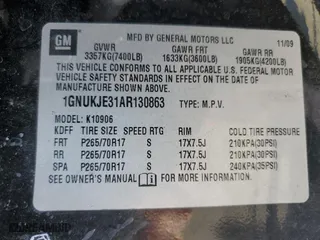 GM
MFD BY GENERAL MOTORS LLC
11/09
GVWR GAWR FRT GAWR RR
3357KG(7400LB) 1633KG(3600LB) 1905KG(4200LB)
THIS VEHICLE CONFORMS TO ALL APPLICABLE U.S. FEDERAL MOTOR
VEHICLE SAFETY STANDARDS IN EFFECT ON THE DATE OF
MANUFACTURE SHOWN ABOVE.
1GNUKJE31AR130863 TYPE: M.P.V.
MODEL: K10906
KDFF TIRE SIZE SPEED RTG RIM COLD TIRE PRESSURE
FRT P265/70R17 S 17X7.5J 210KPA(30PSI)
RR P265/70R17 S 17X7.5J 210KPA(30PSI)
SPA P265/70R17 S 17X7.5J 240KPA(35PSI)
SEE OWNER'S MANUAL FOR ADDITIONAL INFORMATION